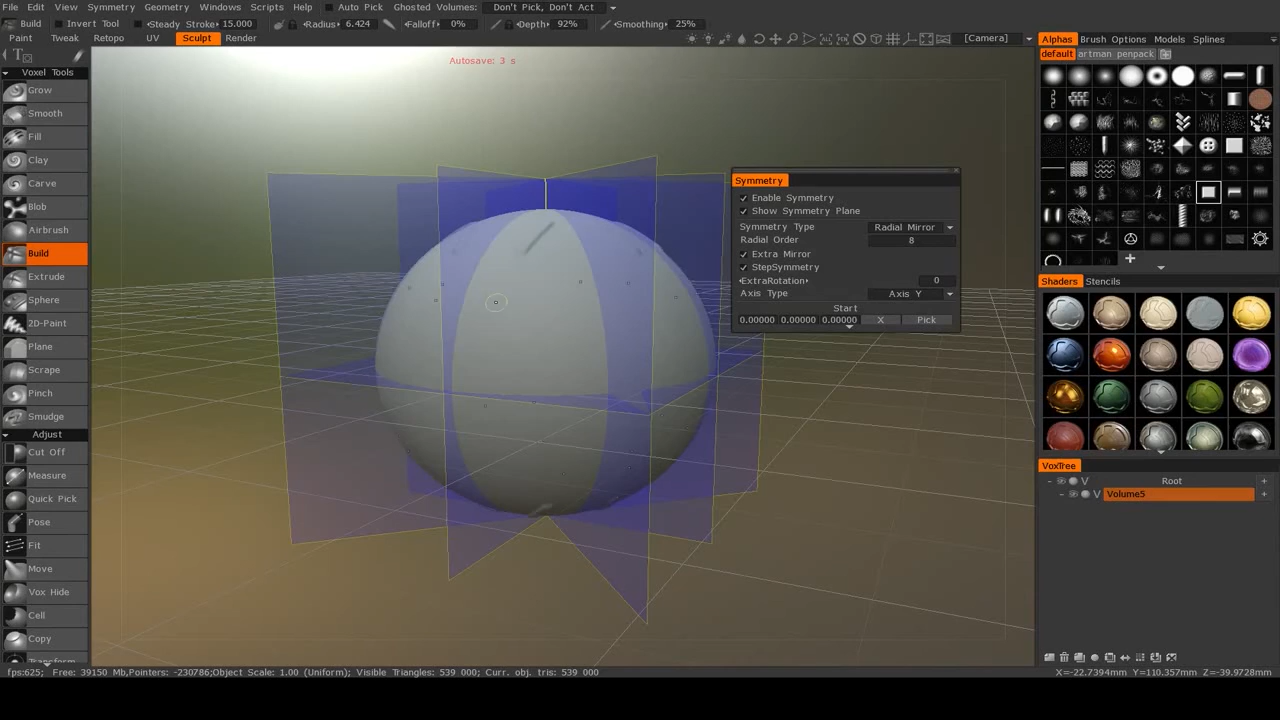 File Edit View Symmetry Geometry Windows Scripts Help Auto Pick Ghosted Volumes: Don't Pick, Don't Act
Build Invert Tool Steady Stroke 15.000 Radius 6.424 Falloff 0% Depth 92% Smoothing 25%
Paint Tweak Retopo UV Sculpt Render [Camera]
Autosave: 3 s
Voxel Tools
Grow
Smooth
Fill
Clay
Carve
Blob
Airbrush
Build
Extrude
Sphere
2D-Paint
Plane
Scrape
Pinch
Smudge
Adjust
Cut Off
Measure
Quick Pick
Pose
Fit
Move
Vox Hide
Cell
Copy
Transform
Symmetry
Enable Symmetry
Show Symmetry Plane
Symmetry Type Radial Mirror
Radial Order 8
Extra Mirror
StepSymmetry
ExtraRotation 0
Axis Type Axis Y
Start
0.00000 0.00000 0.00000 X Pick
Alphas Brush Options Models Splines
default artman penpack
Shaders Stencils
VoxTree
V Root
V Volume5
fps:625; Free: 39150 Mb,Pointers: -230786;Object Scale: 1.00 (Uniform); Visible Triangles: 539 000; Curr. obj. tris: 539 000
X=-22.7394mm Y=110.357mm Z=-39.9728mm